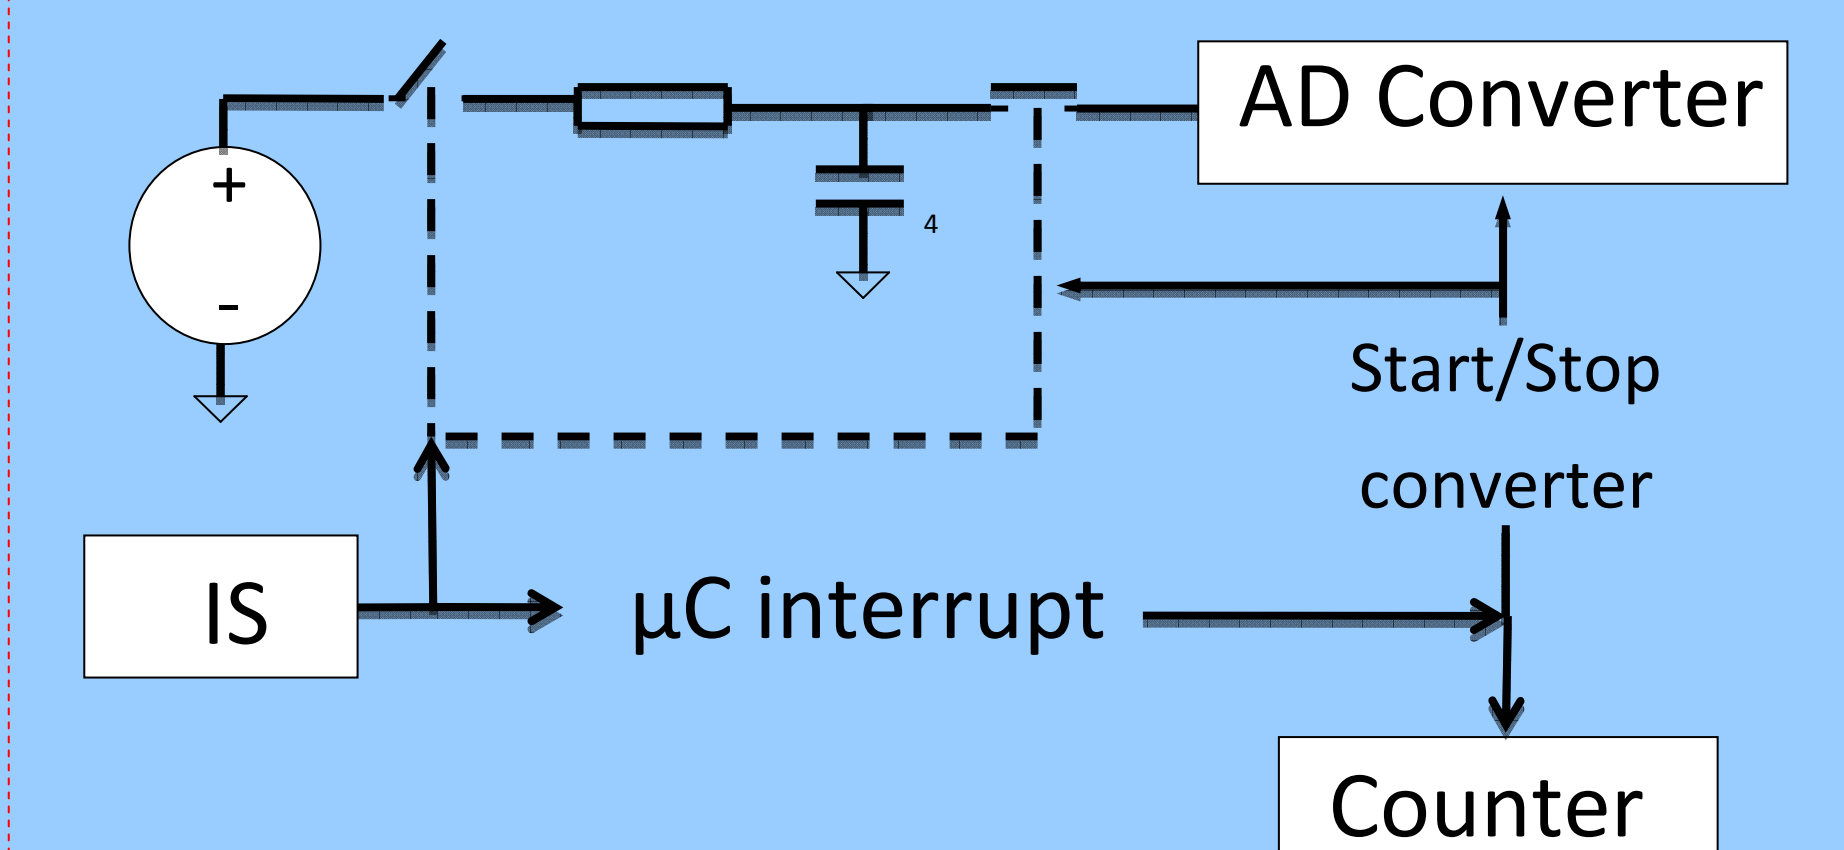 AD Converter
+
4
-
Start/Stop
converter
IS
µC interrupt
Counter